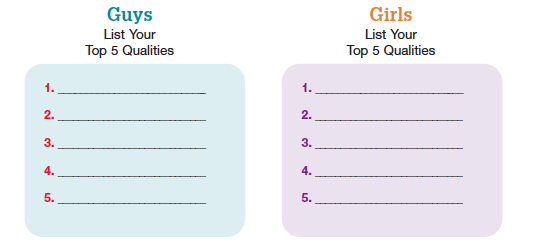 Guys
List Your
Top 5 Qualities
1.
2.
3.
4.
5.
Girls
List Your
Top 5 Qualities
1.
2.
3.
4.
5.